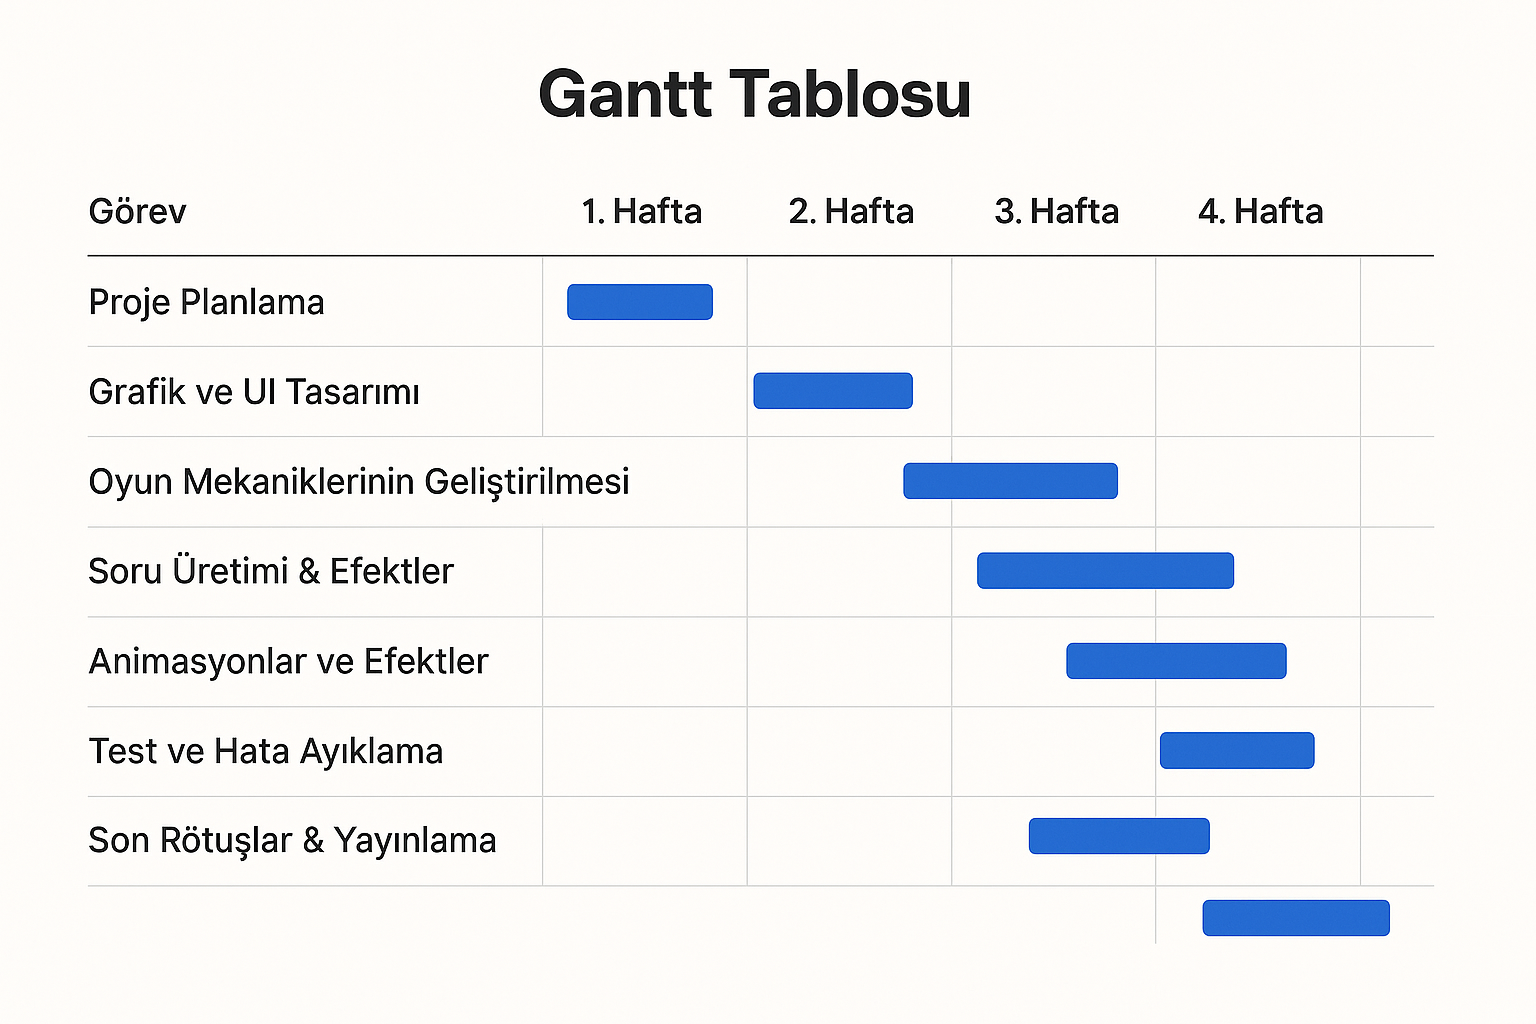 Gantt Tablosu
Görev 1. Hafta 2. Hafta 3. Hafta 4. Hafta
Proje Planlama
Grafik ve UI Tasarımı
Oyun Mekaniklerinin Geliştirilmesi
Soru Üretimi & Efektler
Animasyonlar ve Efektler
Test ve Hata Ayıklama
Son Rötuşlar & Yayınlama